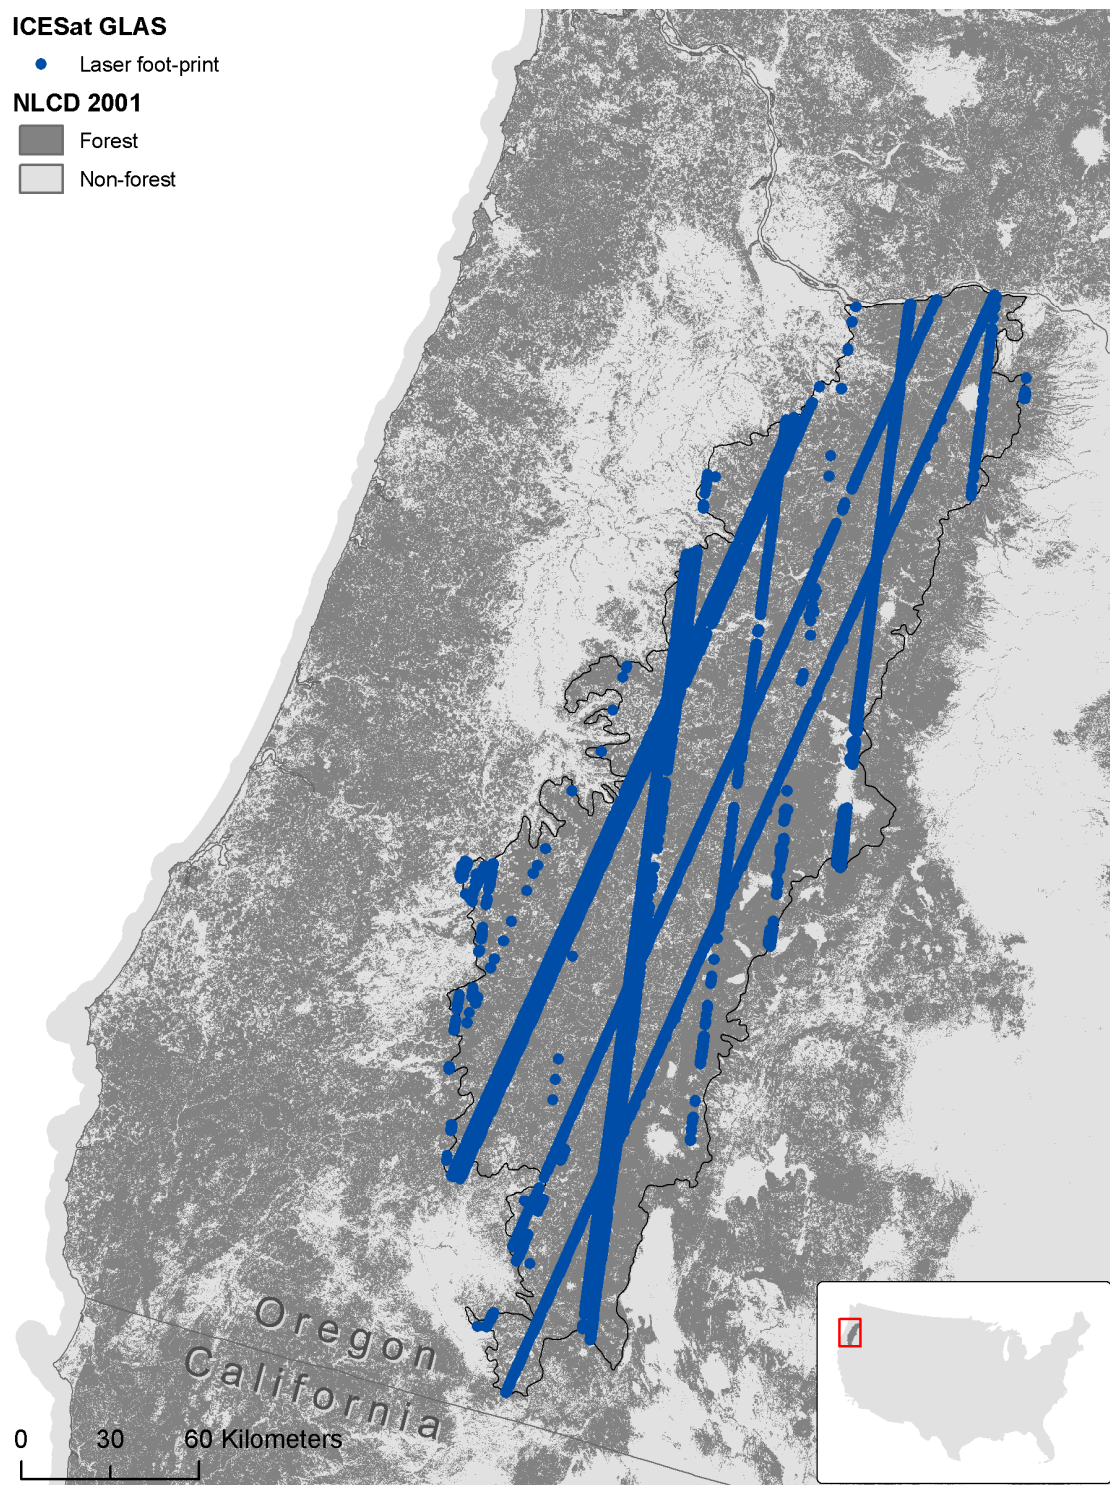 ICESat GLAS
Laser foot-print
NLCD 2001
Forest
Non-forest
Oregon
California
0 30 60 Kilometers